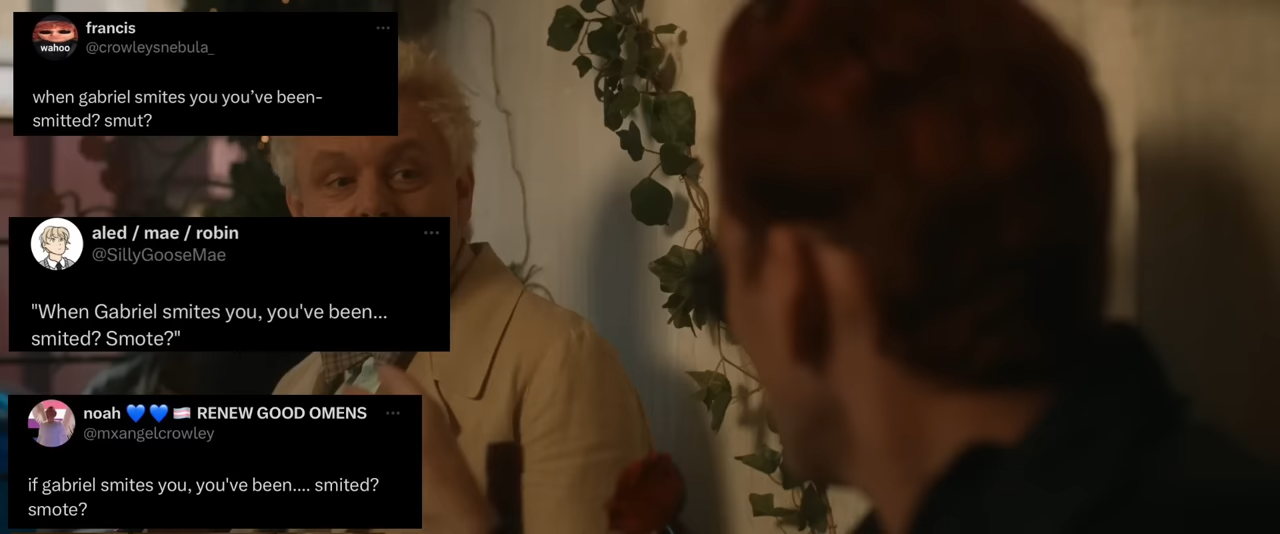 francis
@crowleysnebula_
wahoo
when gabriel smites you you’ve been-
smitted? smut?
aled / mae / robin
@SillyGooseMae
"When Gabriel smites you, you've been...
smited? Smote?"
noah 💙💙🏳️‍⚧️ RENEW GOOD OMENS
@mxangelcrowley
if gabriel smites you, you've been.... smited?
smote?